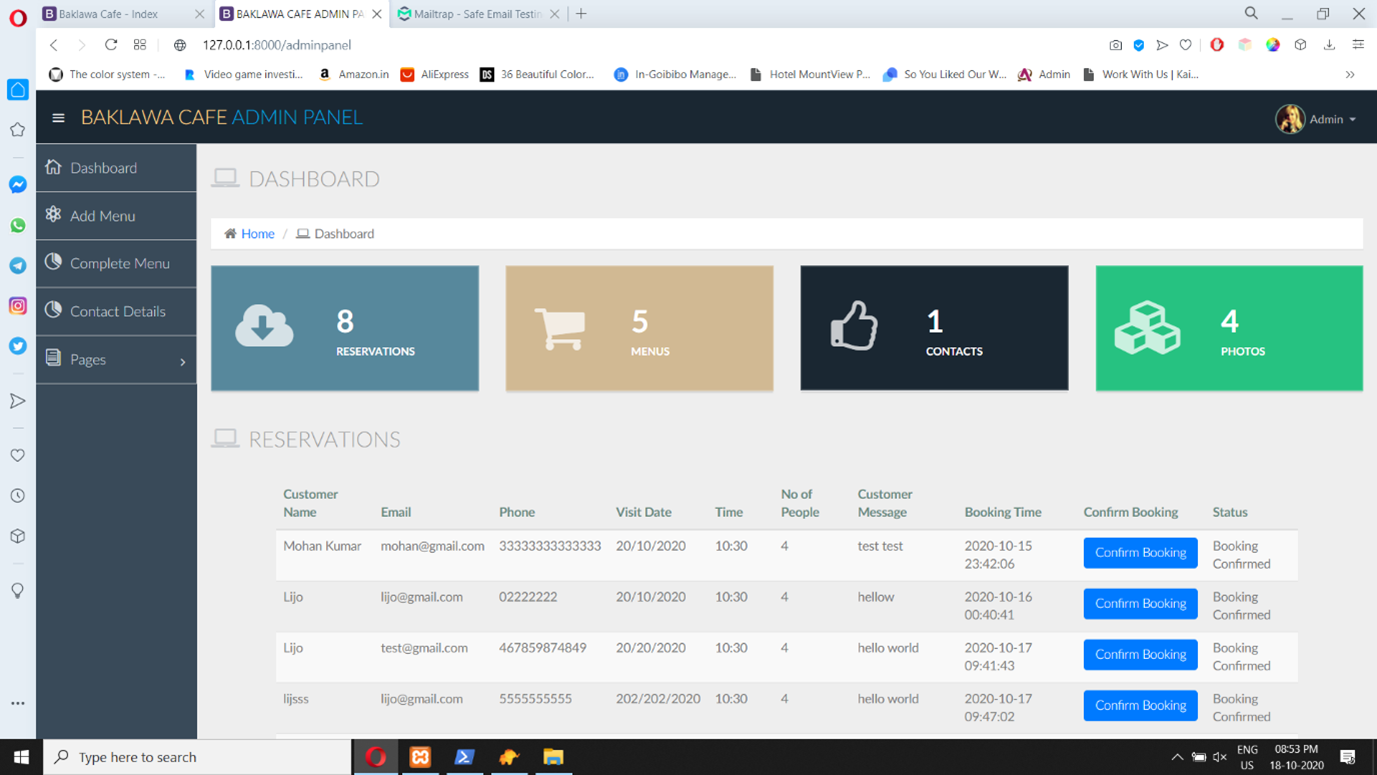 Baklawa Cafe - Index
BAKLAWA CAFE ADMIN PA
Mailtrap - Safe Email Testin
127.0.0.1:8000/adminpanel
The color system -...
Video game investi...
Amazon.in
AliExpress
36 Beautiful Color...
In-Goibibo Manage...
Hotel MountView P...
So You Liked Our W...
Admin
Work With Us | Kai...
BAKLAWA CAFE ADMIN PANEL
Admin
Dashboard
Add Menu
Complete Menu
Contact Details
Pages
DASHBOARD
Home / Dashboard
8
RESERVATIONS
5
MENUS
1
CONTACTS
4
PHOTOS
RESERVATIONS
Customer Name Email Phone Visit Date Time No of People Customer Message Booking Time Confirm Booking Status
Mohan Kumar mohan@gmail.com 33333333333333 20/10/2020 10:30 4 test test 2020-10-15 23:42:06 Confirm Booking Booking Confirmed
Lijo lijo@gmail.com 02222222 20/10/2020 10:30 4 hellow 2020-10-16 00:40:41 Confirm Booking Booking Confirmed
Lijo test@gmail.com 467859874849 20/20/2020 10:30 4 hello world 2020-10-17 09:41:43 Confirm Booking Booking Confirmed
lijsss lijo@gmail.com 5555555555 202/202/2020 10:30 4 hello world 2020-10-17 09:47:02 Confirm Booking Booking Confirmed
Type here to search
ENG
US
08:53 PM
18-10-2020